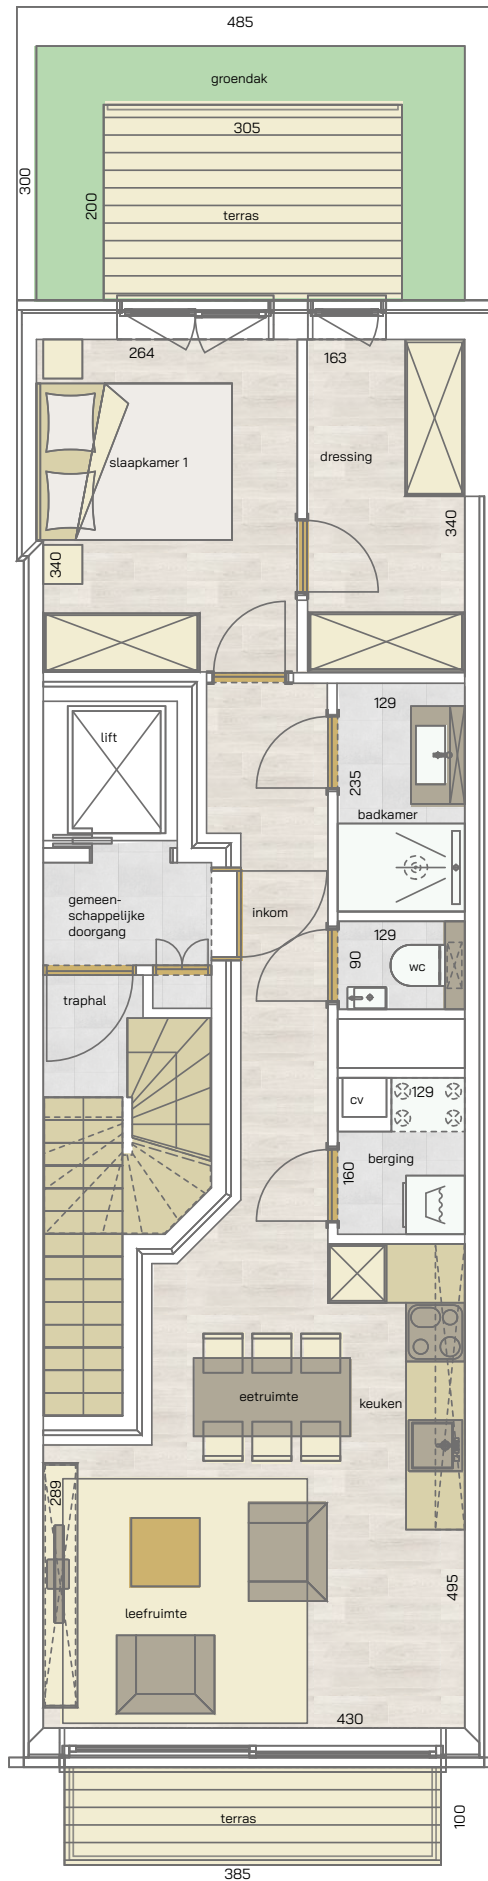 485
groendak
305
300
200
terras
264
163
slaapkamer 1
dressing
340
340
129
lift
235
badkamer
gemeen-
schappelijke
doorgang
inkom
129
90
wc
traphal
cv
129
berging
160
eetruimte
keuken
289
495
leefruimte
430
terras
100
385